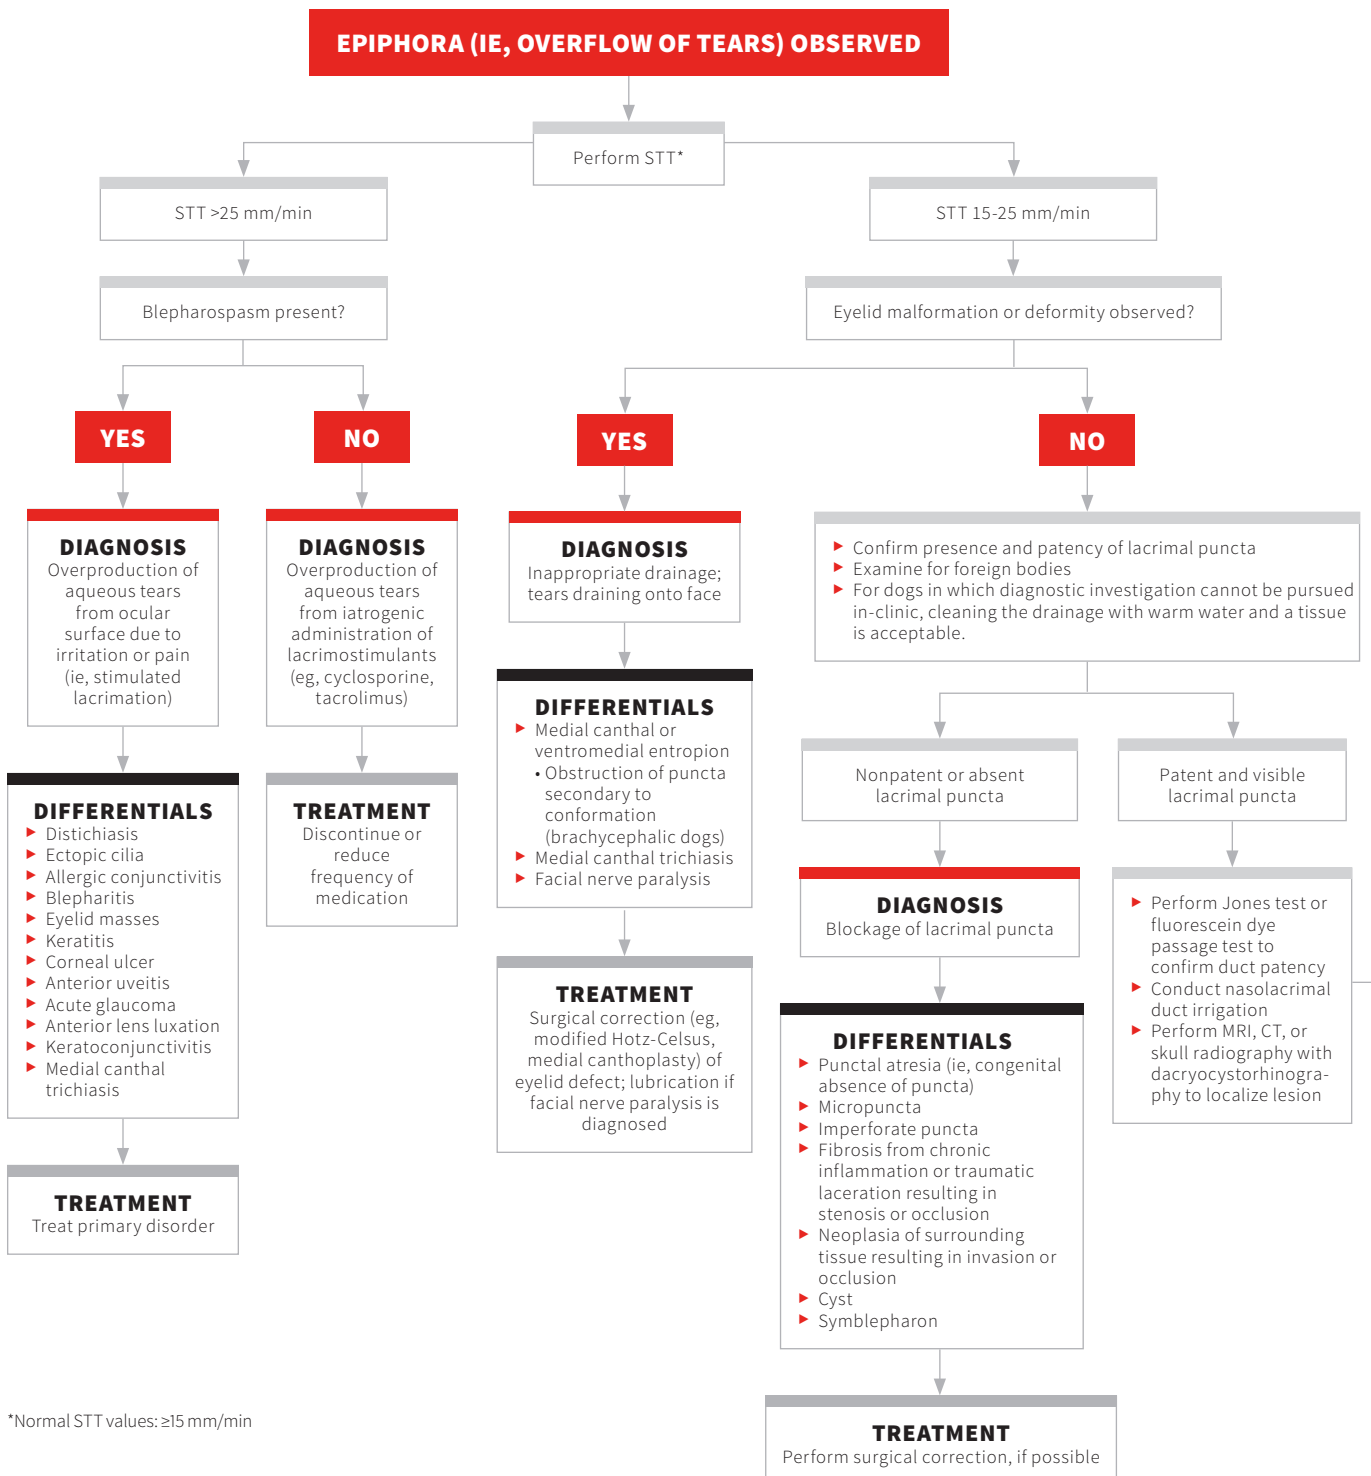 EPIPHORA (IE, OVERFLOW OF TEARS) OBSERVED
Perform STT*
STT >25 mm/min
Blepharospasm present?
YES
DIAGNOSIS
Overproduction of
aqueous tears
from ocular
surface due to
irritation or pain
(ie, stimulated
lacrimation)
DIFFERENTIALS
► Distichiasis
► Ectopic cilia
► Allergic conjunctivitis
► Blepharitis
► Eyelid masses
► Keratitis
► Corneal ulcer
► Anterior uveitis
► Acute glaucoma
► Anterior lens luxation
► Keratoconjunctivitis
► Medial canthal
trichiasis
TREATMENT
Treat primary disorder
NO
DIAGNOSIS
Overproduction of
aqueous tears
from iatrogenic
administration of
lacrimostimulants
(eg, cyclosporine,
tacrolimus)
TREATMENT
Discontinue or
reduce
frequency of
medication
STT 15-25 mm/min
Eyelid malformation or deformity observed?
YES
DIAGNOSIS
Inappropriate drainage;
tears draining onto face
DIFFERENTIALS
► Medial canthal or
ventromedial entropion
• Obstruction of puncta
secondary to
conformation
(brachycephalic dogs)
► Medial canthal trichiasis
► Facial nerve paralysis
TREATMENT
Surgical correction (eg,
modified Hotz-Celsus,
medial canthoplasty) of
eyelid defect; lubrication if
facial nerve paralysis is
diagnosed
NO
► Confirm presence and patency of lacrimal puncta
► Examine for foreign bodies
► For dogs in which diagnostic investigation cannot be pursued
in-clinic, cleaning the drainage with warm water and a tissue
is acceptable.
Nonpatent or absent
lacrimal puncta
DIAGNOSIS
Blockage of lacrimal puncta
DIFFERENTIALS
► Punctal atresia (ie, congenital
absence of puncta)
► Micropuncta
► Imperforate puncta
► Fibrosis from chronic
inflammation or traumatic
laceration resulting in
stenosis or occlusion
► Neoplasia of surrounding
tissue resulting in invasion or
occlusion
► Cyst
► Symblepharon
TREATMENT
Perform surgical correction, if possible
Patent and visible
lacrimal puncta
► Perform Jones test or
fluorescein dye
passage test to
confirm duct patency
► Conduct nasolacrimal
duct irrigation
► Perform MRI, CT, or
skull radiography with
dacryocystorhinogra-
phy to localize lesion
*Normal STT values: ≥15 mm/min